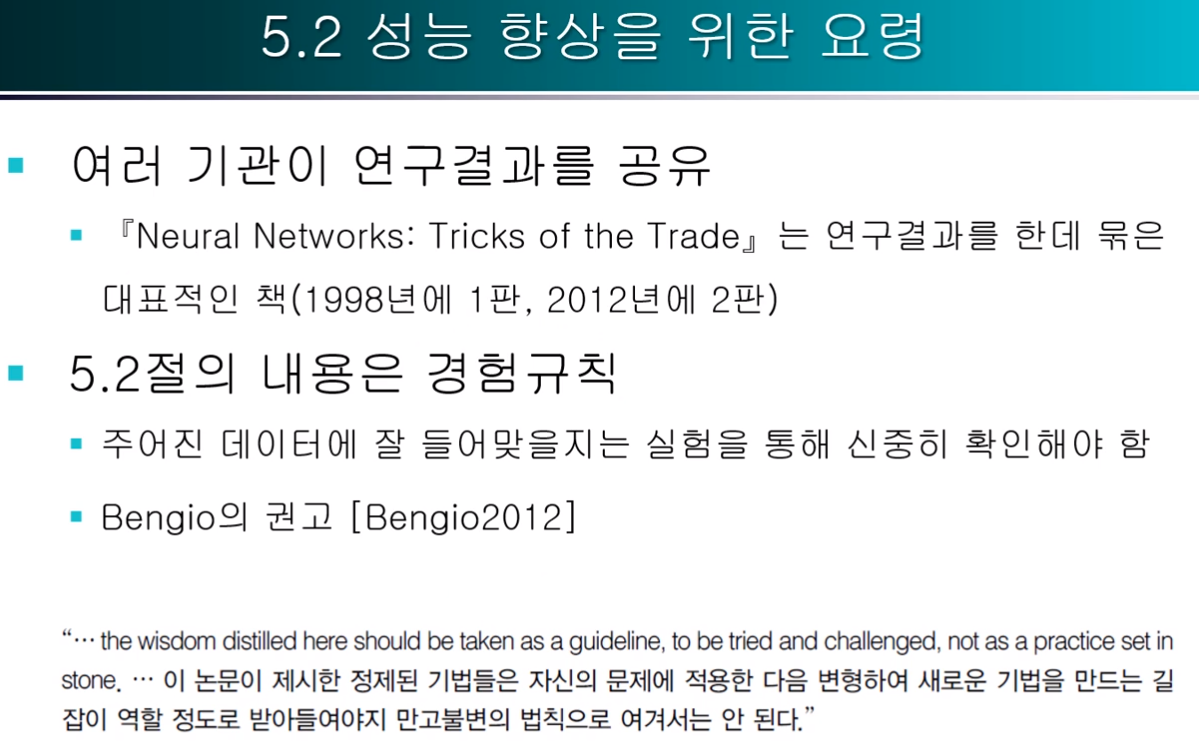 5.2 성능 향상을 위한 요령
여러 기관이 연구결과를 공유
『Neural Networks: Tricks of the Trade』는 연구결과를 한데 묶은
대표적인 책(1998년에 1판, 2012년에 2판)
5.2절의 내용은 경험규칙
주어진 데이터에 잘 들어맞을지는 실험을 통해 신중히 확인해야 함
Bengio의 권고 [Bengio2012]
“… the wisdom distilled here should be taken as a guideline, to be tried and challenged, not as a practice set in
stone. … 이 논문이 제시한 정제된 기법들은 자신의 문제에 적용한 다음 변형하여 새로운 기법을 만드는 길
잡이 역할 정도로 받아들여야지 만고불변의 법칙으로 여겨서는 안 된다.”